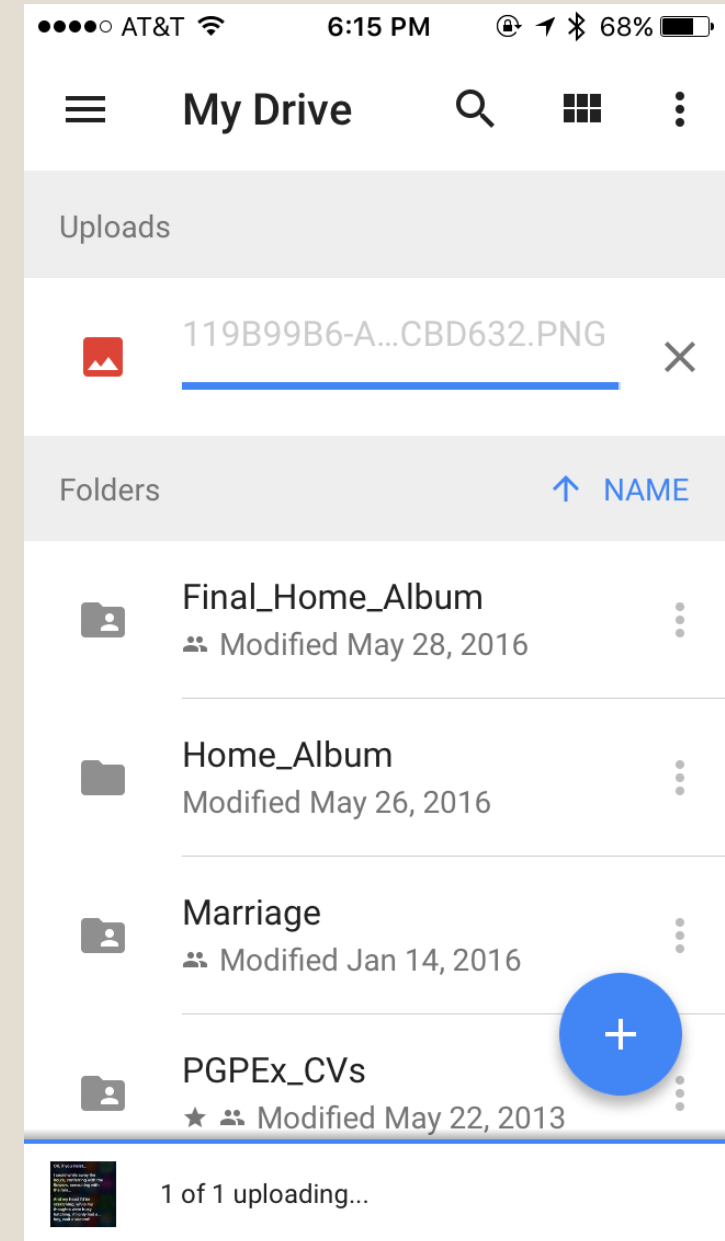 AT&T 6:15 PM 68%
My Drive
Uploads
119B99B6-A...CBD632.PNG
Folders NAME
Final_Home_Album
Modified May 28, 2016
Home_Album
Modified May 26, 2016
Marriage
Modified Jan 14, 2016
PGPEx_CVs
Modified May 22, 2013
1 of 1 uploading...